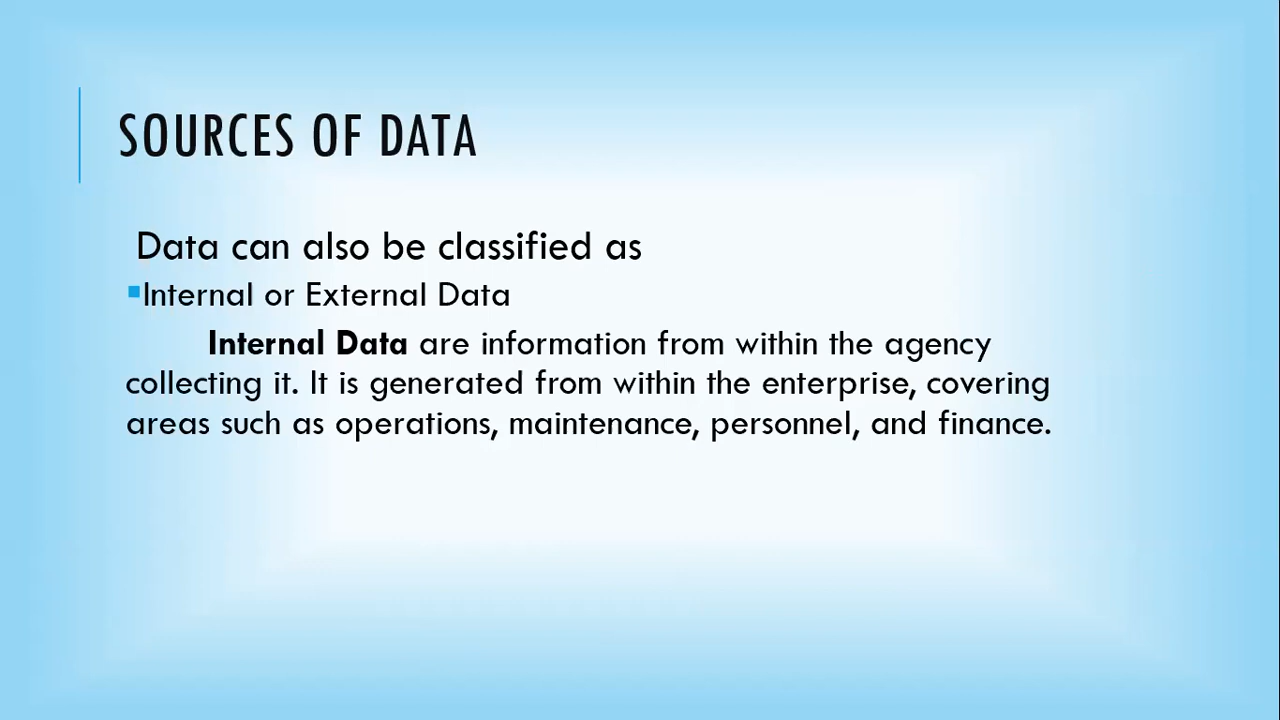 SOURCES OF DATA
Data can also be classified as
▪Internal or External Data
Internal Data are information from within the agency
collecting it. It is generated from within the enterprise, covering
areas such as operations, maintenance, personnel, and finance.